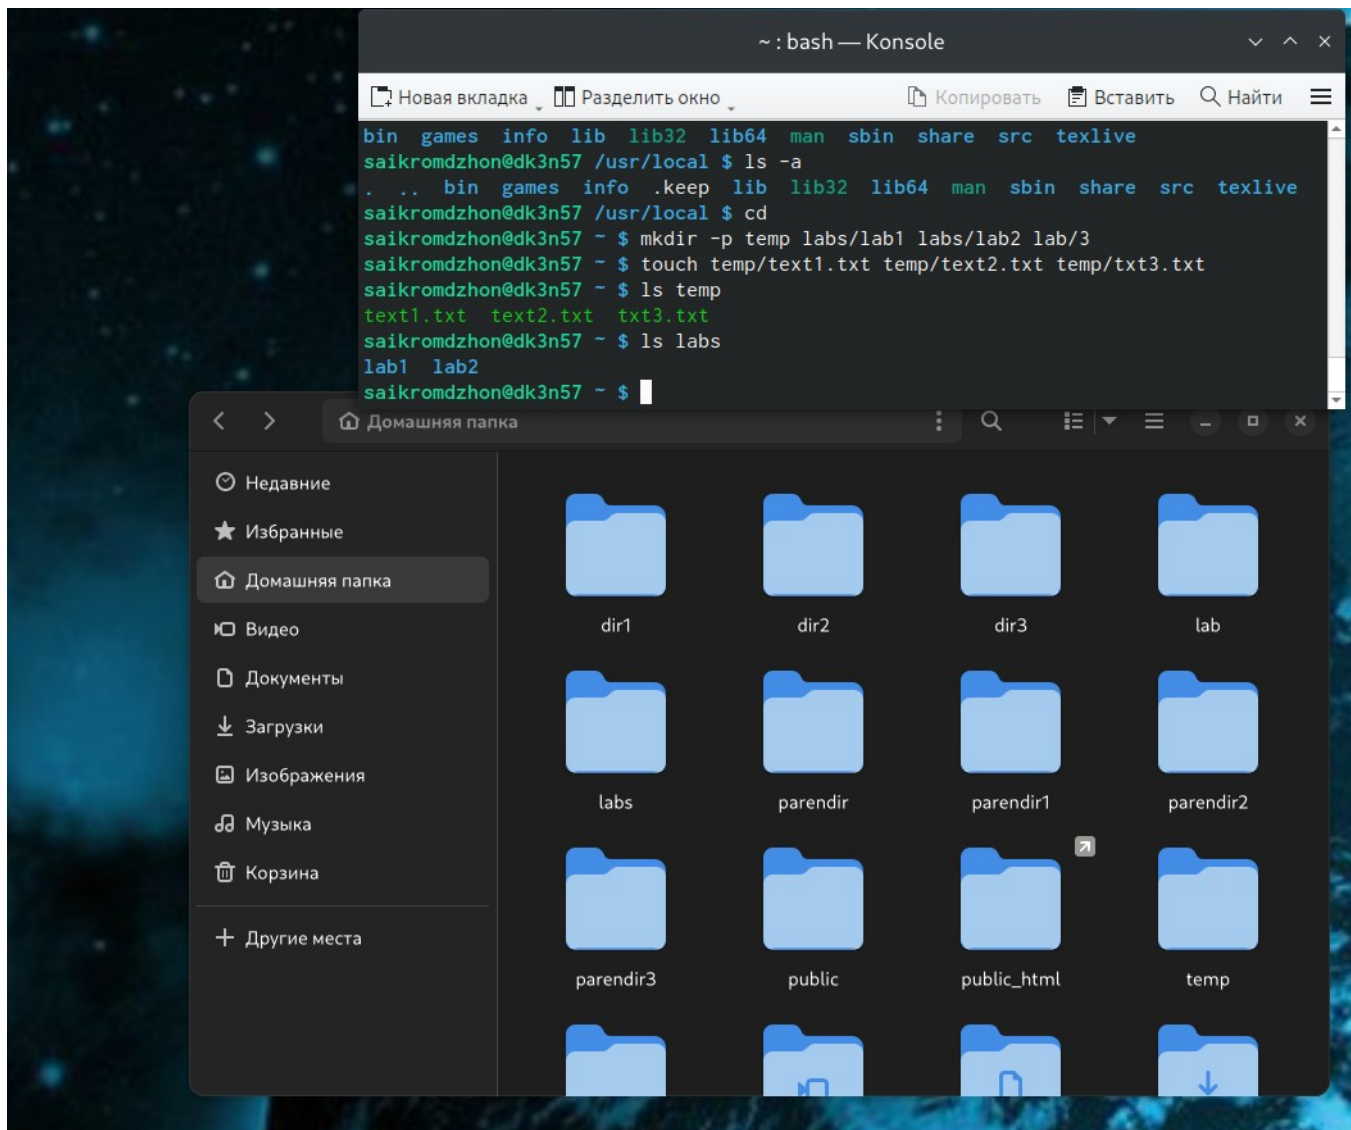 ~ : bash — Konsole
Новая вкладка Разделить окно Копировать Вставить Найти
bin games info lib lib32 lib64 man sbin share src texlive
saikromdzhon@dk3n57 /usr/local $ ls -a
. .. bin games info .keep lib lib32 lib64 man sbin share src texlive
saikromdzhon@dk3n57 /usr/local $ cd
saikromdzhon@dk3n57 ~ $ mkdir -p temp labs/lab1 labs/lab2 lab/3
saikromdzhon@dk3n57 ~ $ touch temp/text1.txt temp/text2.txt temp/txt3.txt
saikromdzhon@dk3n57 ~ $ ls temp
text1.txt text2.txt txt3.txt
saikromdzhon@dk3n57 ~ $ ls labs
lab1 lab2
saikromdzhon@dk3n57 ~ $
Домашняя папка
Недавние
Избранные
Домашняя папка
Видео
Документы
Загрузки
Изображения
Музыка
Корзина
Другие места
dir1 dir2 dir3 lab
labs parendir parendir1 parendir2
parendir3 public public_html temp